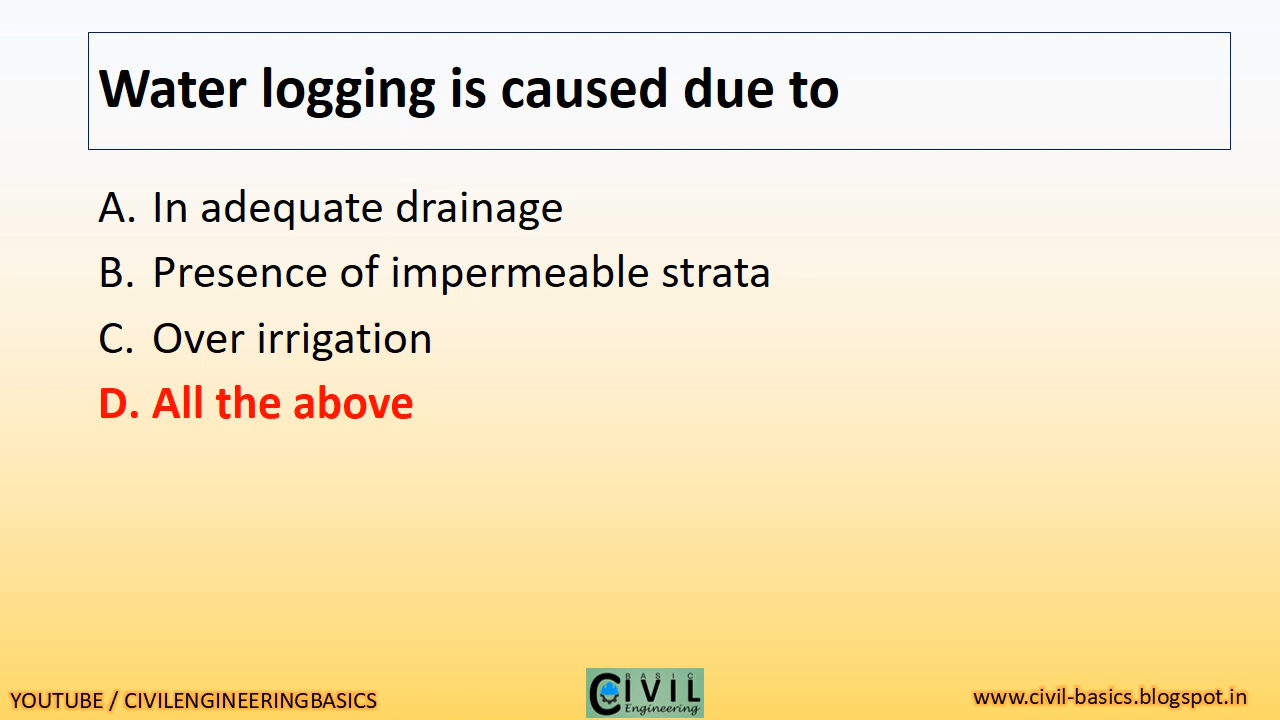 Water logging is caused due to
A. In adequate drainage
B. Presence of impermeable strata
C. Over irrigation
D. All the above
YOUTUBE / CIVILENGINEERINGBASICS
BASIC
CIVIL
Engineering
www.civil-basics.blogspot.in